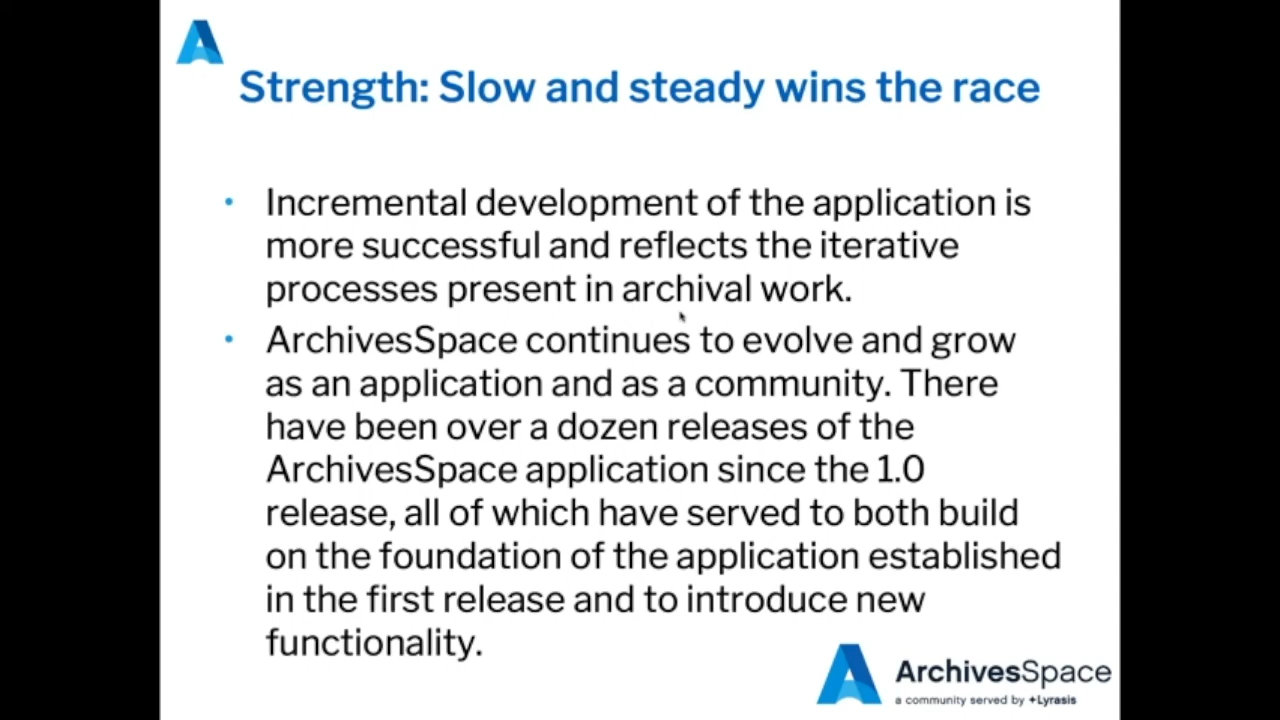 Strength: Slow and steady wins the race
• Incremental development of the application is
more successful and reflects the iterative
processes present in archival work.
• ArchivesSpace continues to evolve and grow
as an application and as a community. There
have been over a dozen releases of the
ArchivesSpace application since the 1.0
release, all of which have served to both build
on the foundation of the application established
in the first release and to introduce new
functionality.
ArchivesSpace
a community served by +Lyrasis